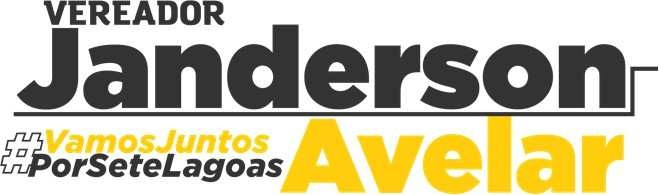 VEREADOR
Janderson
#VamosJuntos
PorSeteLagoas
Avelar